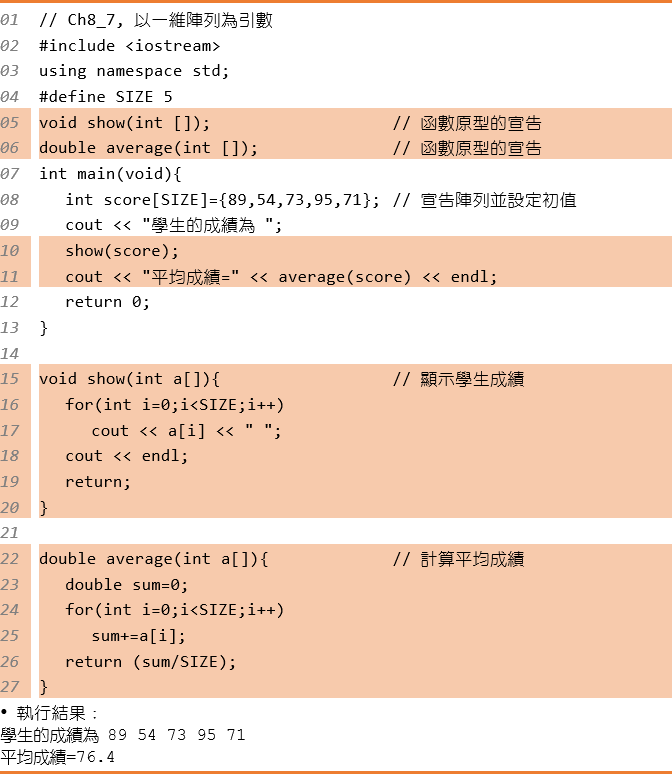 01 // Ch8_7, 以一維陣列為引數
02 #include <iostream>
03 using namespace std;
04 #define SIZE 5
05 void show(int []); // 函數原型的宣告
06 double average(int []); // 函數原型的宣告
07 int main(void){
08 int score[SIZE]={89,54,73,95,71}; // 宣告陣列並設定初值
09 cout << "學生的成績為 ";
10 show(score);
11 cout << "平均成績=" << average(score) << endl;
12 return 0;
13 }
14
15 void show(int a[]){ // 顯示學生成績
16 for(int i=0;i<SIZE;i++)
17 cout << a[i] << " ";
18 cout << endl;
19 return;
20 }
21
22 double average(int a[]){ // 計算平均成績
23 double sum=0;
24 for(int i=0;i<SIZE;i++)
25 sum+=a[i];
26 return (sum/SIZE);
27 }
• 執行結果：
學生的成績為 89 54 73 95 71
平均成績=76.4